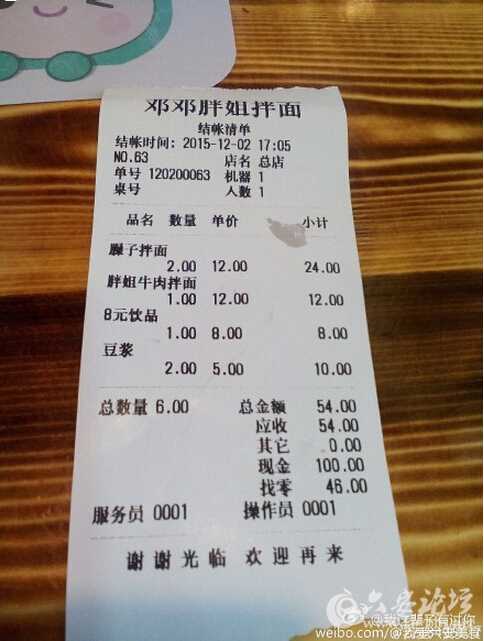 邓邓胖姐拌面
结帐清单
结帐时间：2015-12-02 17:05
NO.63 店名 总店
单号 120200063 机器 1
桌号 人数 1
品名 数量 单价 小计
臊子拌面
2.00 12.00 24.00
胖姐牛肉拌面
1.00 12.00 12.00
8元饮品
1.00 8.00 8.00
豆浆
2.00 5.00 10.00
总数量 6.00 总金额 54.00
应收 54.00
其它 0.00
现金 100.00
找零 46.00
服务员 0001 操作员 0001
谢谢光临 欢迎再来
六安论坛
weibo.com/